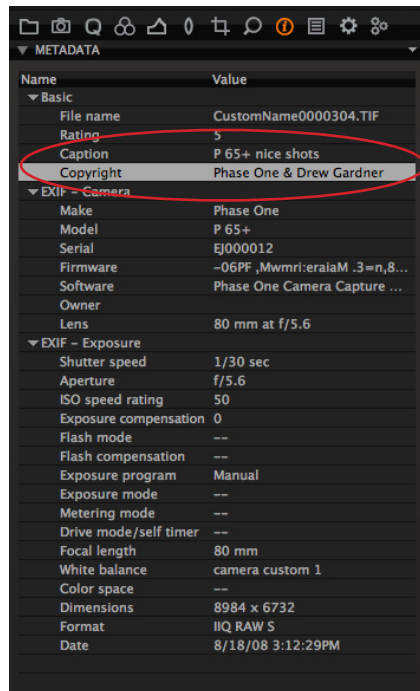 METADATA
Name Value
Basic
File name CustomName0000304.TIF
Rating 5
Caption P 65+ nice shots
Copyright Phase One & Drew Gardner
EXIF - Camera
Make Phase One
Model P 65+
Serial EJ000012
Firmware -06PF ,Mwmri:eraiaM .3=n,8...
Software Phase One Camera Capture ...
Owner
Lens 80 mm at f/5.6
EXIF - Exposure
Shutter speed 1/30 sec
Aperture f/5.6
ISO speed rating 50
Exposure compensation 0
Flash mode --
Flash compensation --
Exposure program Manual
Exposure mode --
Metering mode --
Drive mode/self timer --
Focal length 80 mm
White balance camera custom 1
Color space --
Dimensions 8984 x 6732
Format IIQ RAW S
Date 8/18/08 3:12:29PM